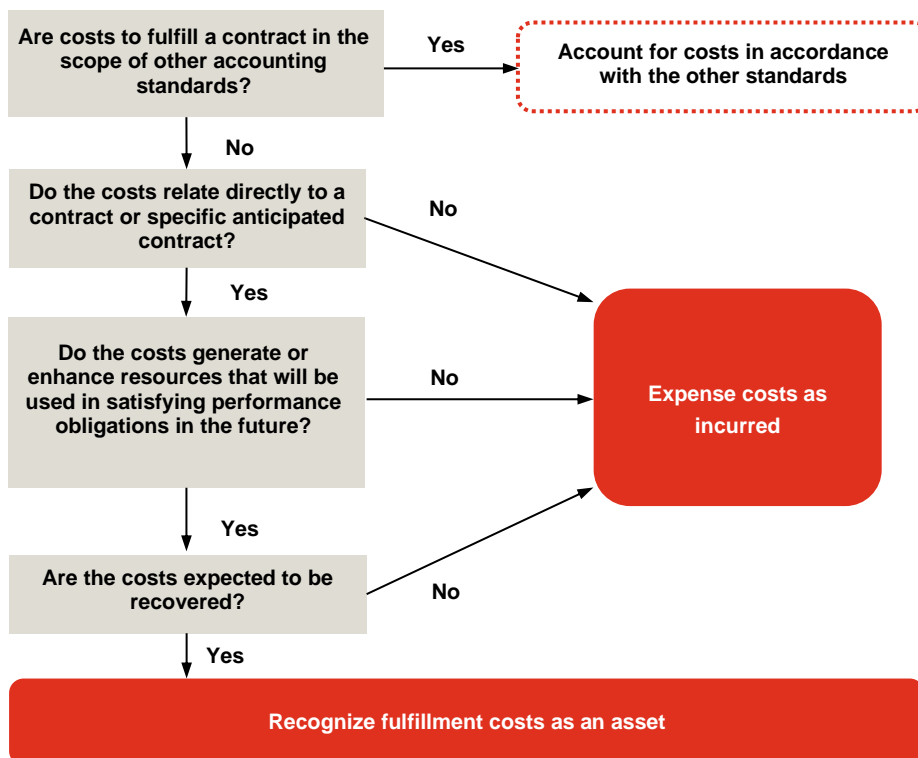 Are costs to fulfill a contract in the
scope of other accounting
standards?
Yes
Account for costs in accordance
with the other standards
No
Do the costs relate directly to a
contract or specific anticipated
contract?
No
Yes
Do the costs generate or
enhance resources that will be
used in satisfying performance
obligations in the future?
No
Expense costs as
incurred
Yes
Are the costs expected to be
recovered?
No
Yes
Recognize fulfillment costs as an asset